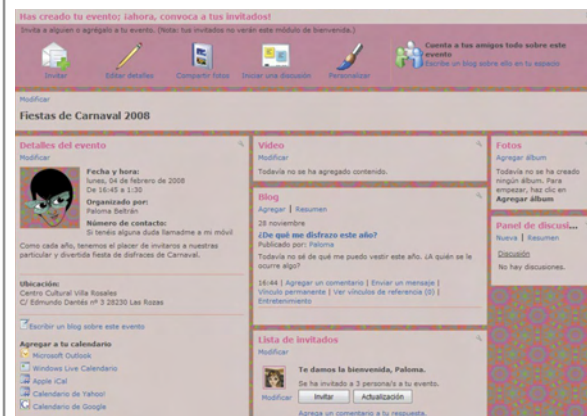 Has creado tu evento; ¡ahora, convoca a tus invitados!
Invita a alguien o agrégalo a tu evento. (Nota: tus invitados no verán este módulo de bienvenida.)
Invitar
Editar detalles
Compartir fotos
Iniciar una discusión
Personalizar
Cuenta a tus amigos todo sobre este
evento
Escribe un blog sobre ello en tu espacio
Modificar
Fiestas de Carnaval 2008
Detalles del evento
Modificar
Fecha y hora:
lunes, 04 de febrero de 2008
De 16:45 a 1:30
Organizado por:
Paloma Beltrán
Número de contacto:
Si tenéis alguna duda llamadme a mi móvil
Como cada año, tenemos el placer de invitaros a nuestras
particular y divertida fiesta de disfraces de Carnaval.
Ubicación:
Centro Cultural Villa Rosales
C/ Edmundo Dantés nº 3 28230 Las Rozas
Escribir un blog sobre este evento
Agregar a tu calendario
Microsoft Outlook
Windows Live Calendario
Apple iCal
Calendario de Yahoo!
Calendario de Google
Vídeo
Modificar
Todavía no se ha agregado contenido.
Blog
Agregar | Resumen
28 noviembre
¿De qué me disfrazo este año?
Publicado por: Paloma
Todavía no sé de qué me puedo vestir este año. ¿A quién se le
ocurre algo?
16:44 | Agregar un comentario | Enviar un mensaje |
Vínculo permanente | Ver vínculos de referencia (0) |
Entretenimiento
Lista de invitados
Modificar
Te damos la bienvenida, Paloma.
Se ha invitado a 3 persona/s a tu evento.
Modificar
Invitar
Actualización
Agrega un comentario a tu respuesta.
Fotos
Agregar álbum
Todavía no se ha creado
ningún álbum. Para
empezar, haz clic en
Agregar álbum
Panel de discusi...
Nueva | Resumen
Discusión
No hay discusiones.